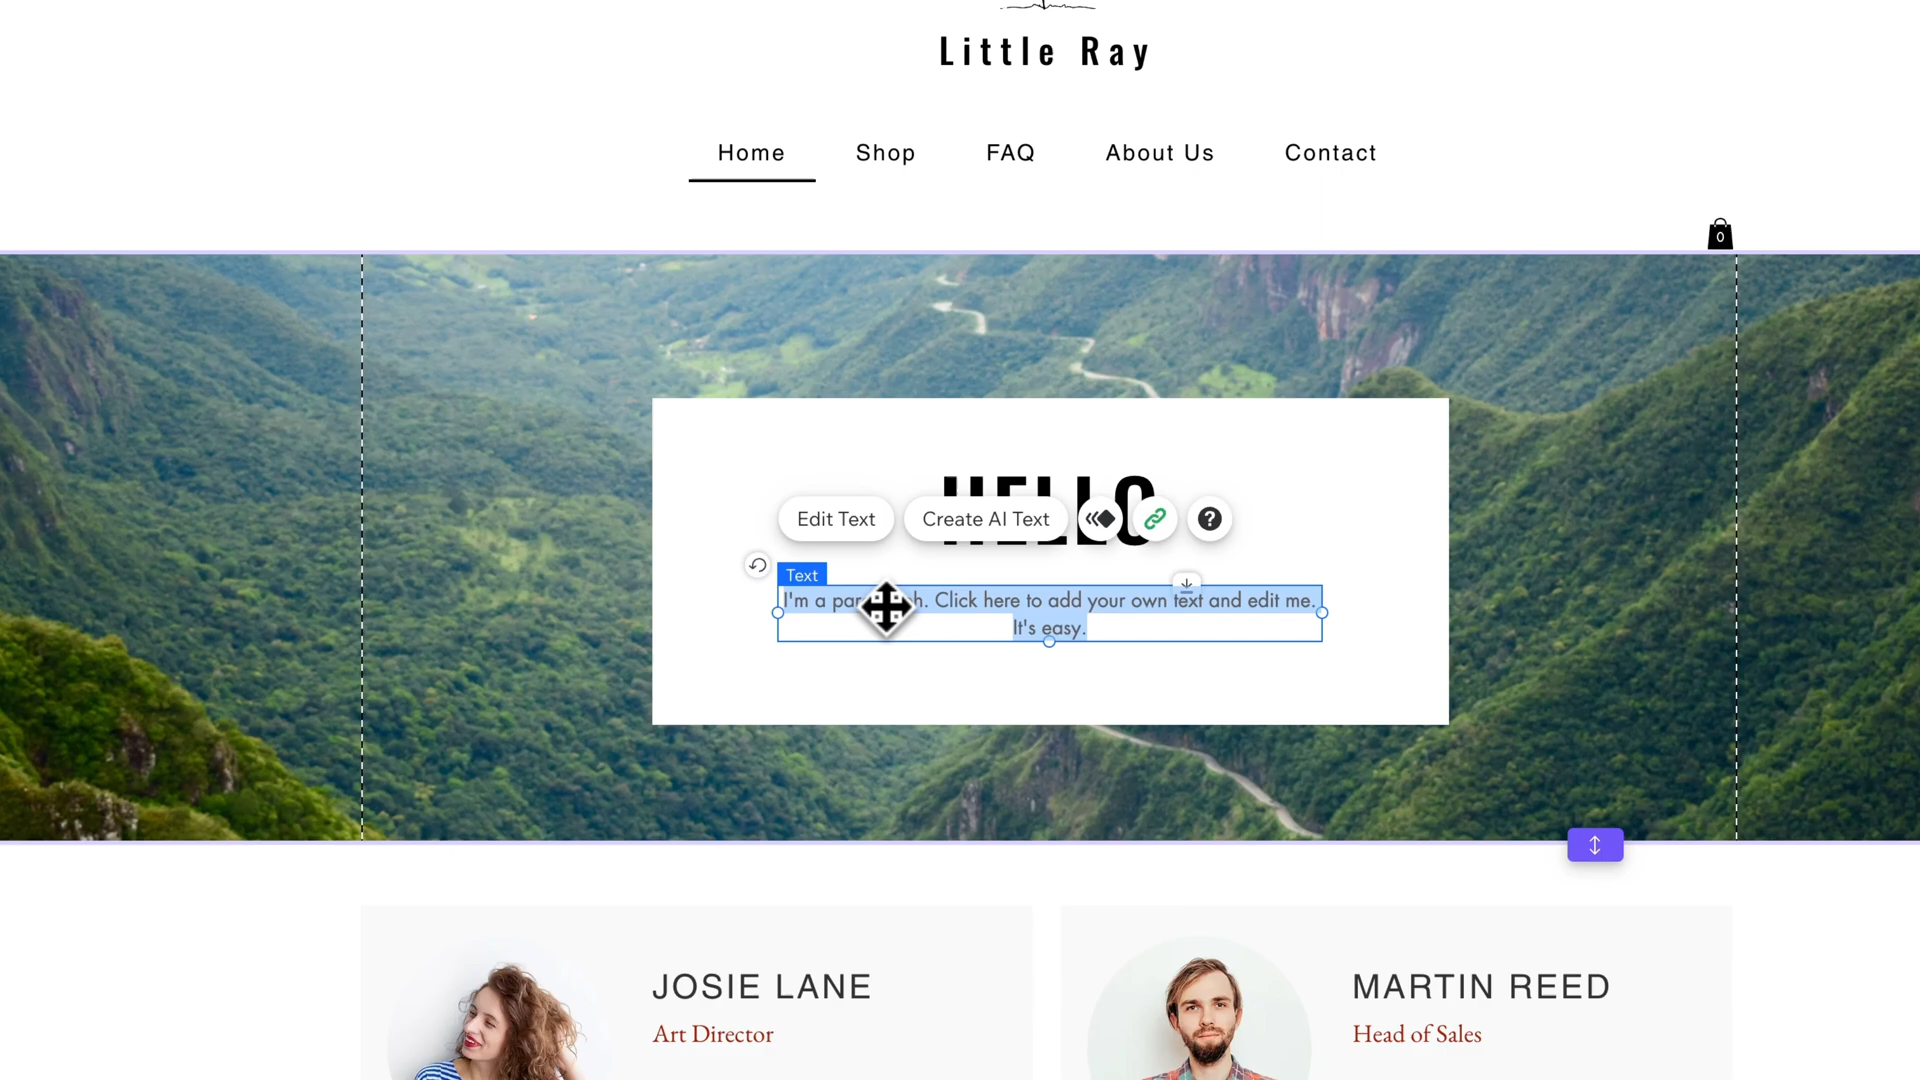 Little Ray
Home Shop FAQ About Us Contact
0
HELLO
Edit Text Create AI Text ?
Text
I'm a h. Click here to add your own text and edit me.
It's easy.
JOSIE LANE MARTIN REED
Art Director Head of Sales